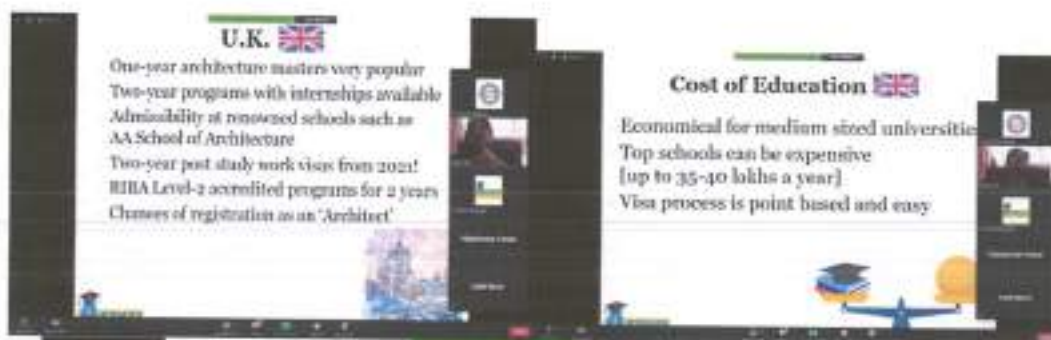 U.K.
One-year architecture masters very popular
Two-year programs with internships available
Admissibility at renowned schools such as
AA School of Architecture
Two-year post study work visas from 2021!
RIBA Level-2 accredited programs for 2 years
Chances of registration as an 'Architect'
Cost of Education
Economical for medium sized universitie
Top schools can be expensive
[up to 35-40 lakhs a year]
Visa process is point based and easy